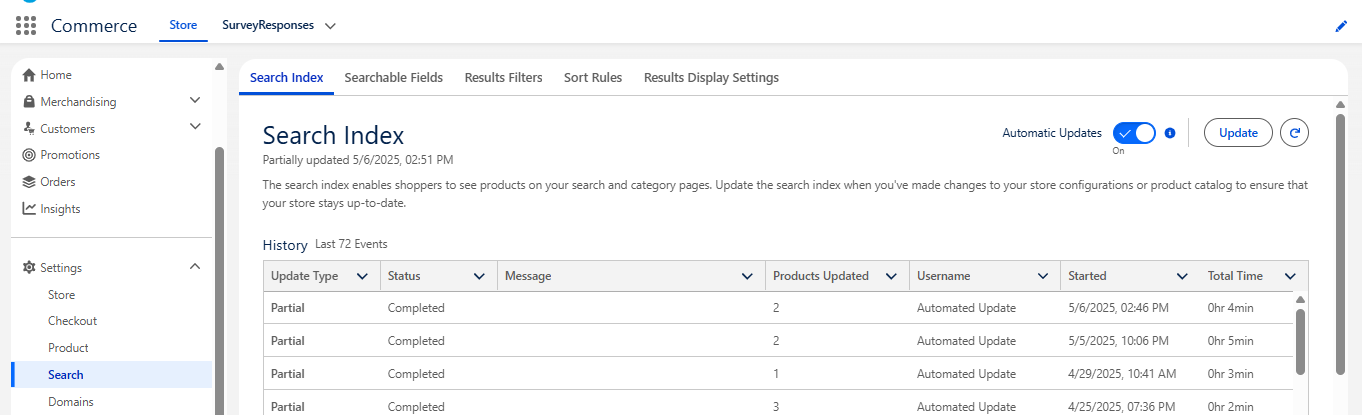 Commerce Store SurveyResponses
Home
Merchandising
Customers
Promotions
Orders
Insights
Settings
Store
Checkout
Product
Search
Domains
Search Index Searchable Fields Results Filters Sort Rules Results Display Settings
Search Index
Partially updated 5/6/2025, 02:51 PM
Automatic Updates
On
Update
The search index enables shoppers to see products on your search and category pages. Update the search index when you've made changes to your store configurations or product catalog to ensure that
your store stays up-to-date.
History Last 72 Events
Update Type Status Message Products Updated Username Started Total Time
Partial Completed 2 Automated Update 5/6/2025, 02:46 PM 0hr 4min
Partial Completed 2 Automated Update 5/5/2025, 10:06 PM 0hr 5min
Partial Completed 1 Automated Update 4/29/2025, 10:41 AM 0hr 3min
Partial Completed 3 Automated Update 4/25/2025, 07:36 PM 0hr 2min